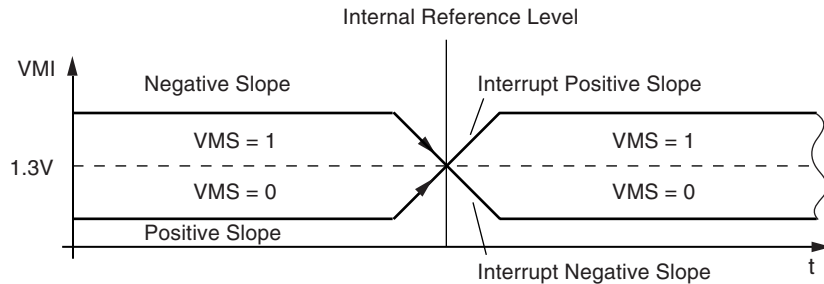 Internal Reference Level
VMI
Negative Slope
Interrupt Positive Slope
VMS = 1
VMS = 1
1.3V
VMS = 0
VMS = 0
Positive Slope
t
Interrupt Negative Slope